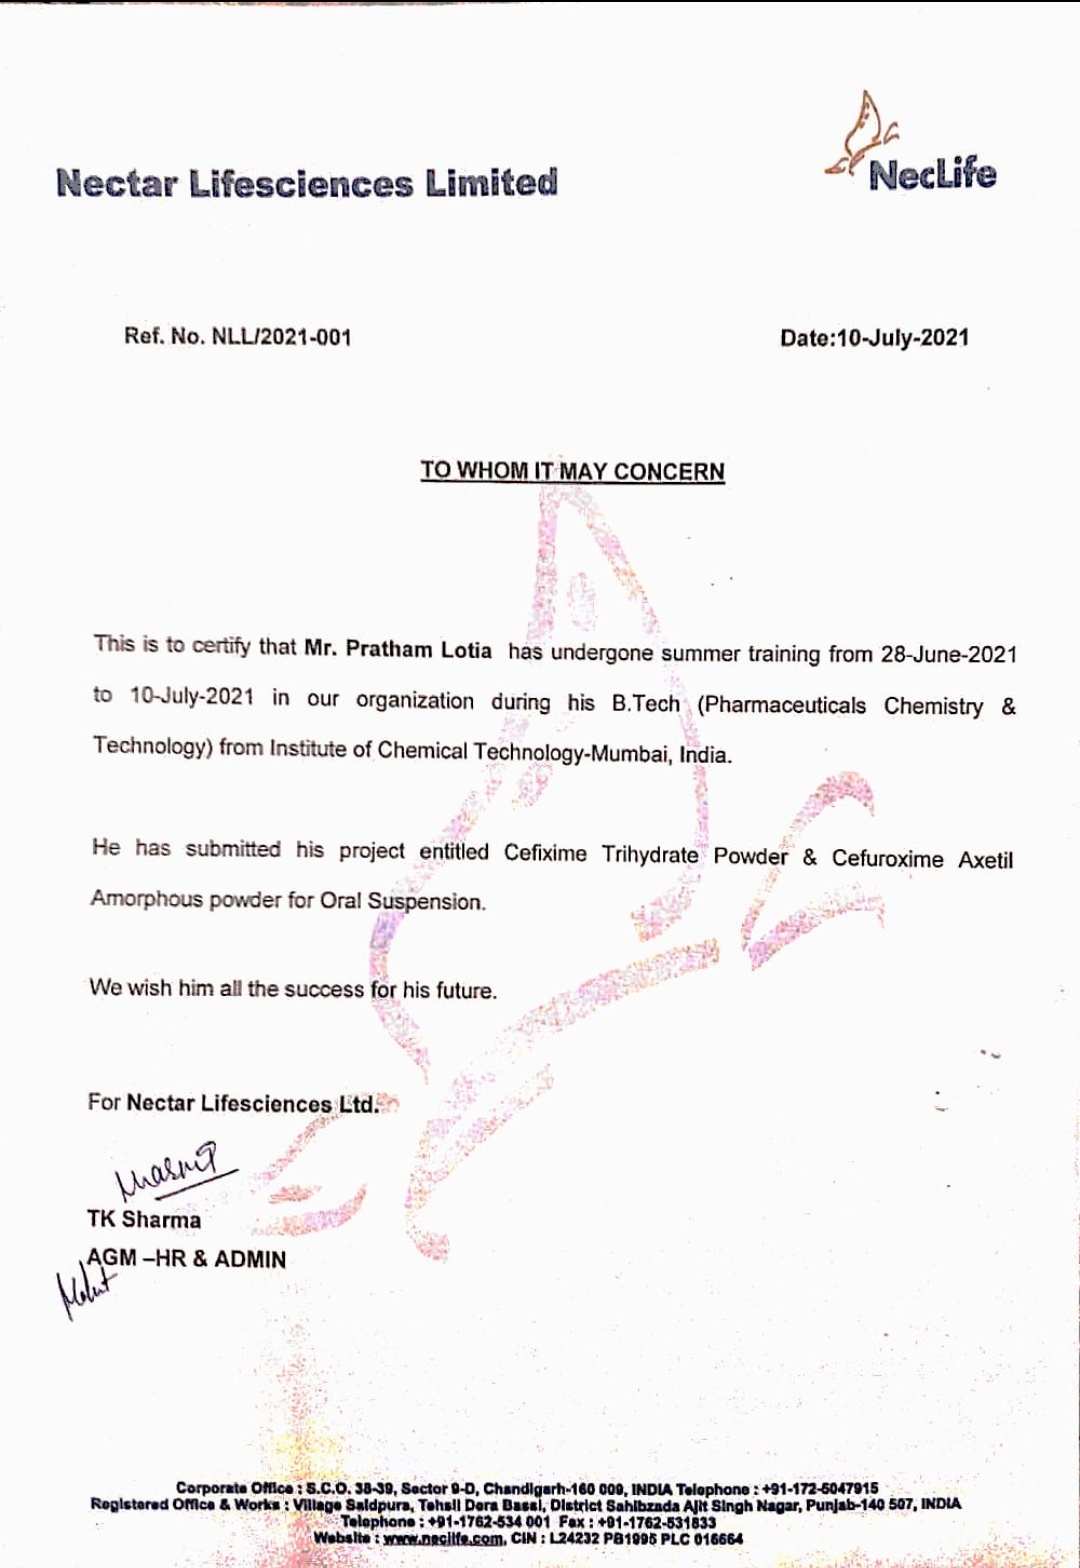 Nectar Lifesciences Limited
NecLife
Ref. No. NLL/2021-001
Date:10-July-2021
TO WHOM IT MAY CONCERN
This is to certify that Mr. Pratham Lotia has undergone summer training from 28-June-2021
to 10-July-2021 in our organization during his B.Tech (Pharmaceuticals Chemistry &
Technology) from Institute of Chemical Technology-Mumbai, India.
He has submitted his project entitled Cefixime Trihydrate Powder & Cefuroxime Axetil
Amorphous powder for Oral Suspension.
We wish him all the success for his future.
For Nectar Lifesciences Ltd.
TK Sharma
AGM –HR & ADMIN
Corporate Office : S.C.O. 38-39, Sector 9-D, Chandigarh-160 009, INDIA Telephone : +91-172-5047915
Registered Office & Works : Village Saidpura, Tehsil Dera Bassi, District Sahibzada Ajit Singh Nagar, Punjab-140 507, INDIA
Telephone : +91-1762-534 001 Fax : +91-1762-531833
Website : www.neclife.com, CIN : L24232 PB1995 PLC 016664